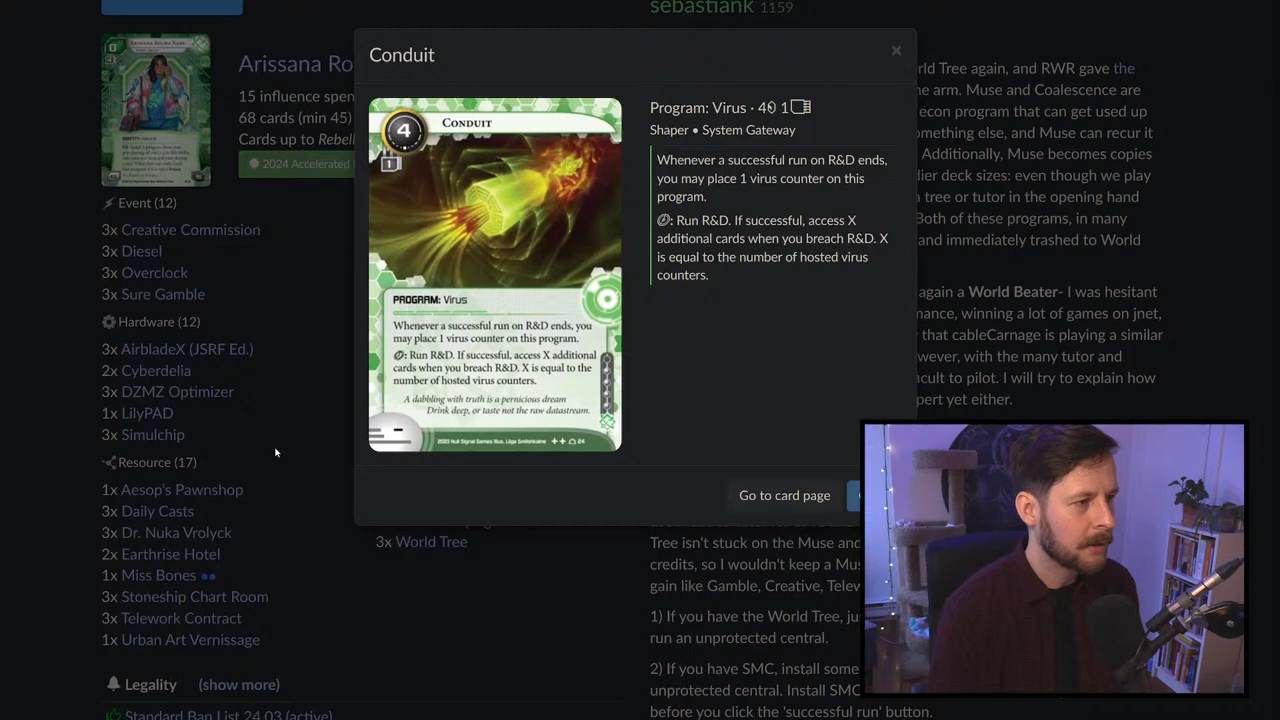 sebastiank 1159
Conduit
×
Arissana Ro
15 influence spen
68 cards (min 45)
Cards up to Rebel
2024 Accelerated
Event (12)
3x Creative Commission
3x Diesel
3x Overclock
3x Sure Gamble
Hardware (12)
3x AirbladeX (JSRF Ed.)
2x Cyberdelia
3x DZMZ Optimizer
1x LilyPAD
3x Simulchip
Resource (17)
1x Aesop's Pawnshop
3x Daily Casts
3x Dr. Nuka Vrolyck
2x Earthrise Hotel
1x Miss Bones
3x Stoneship Chart Room
3x Telework Contract
1x Urban Art Vernissage
Legality (show more)
Standard Ban List 24.03 (active)
4
CONDUIT
1
PROGRAM: Virus
Whenever a successful run on R&D ends, you
may place 1 virus counter on this program.
: Run R&D. If successful, access X additional
cards when you breach R&D. X is equal to the
number of hosted virus counters.
A dabbling with truth is a pernicious dream
Drink deep, or taste not the raw datastream.
Program: Virus · 4 1
Shaper • System Gateway
Whenever a successful run on R&D ends,
you may place 1 virus counter on this
program.
: Run R&D. If successful, access X
additional cards when you breach R&D. X
is equal to the number of hosted virus
counters.
Go to card page
3x World Tree
rld Tree again, and RWR gave the
he arm. Muse and Coalescence are
econ program that can get used up
omething else, and Muse can recur it
Additionally, Muse becomes copies
lier deck sizes: even though we play
a tree or tutor in the opening hand
Both of these programs, in many
and immediately trashed to World
again a World Beater- I was hesitant
mance, winning a lot of games on jnet,
that cableCarnage is playing a similar
owever, with the many tutor and
icult to pilot. I will try to explain how
pert yet either.
Tree isn't stuck on the Muse and
credits, so I wouldn't keep a Mus
gain like Gamble, Creative, Telew
1) If you have the World Tree, ju
run an unprotected central.
2) If you have SMC, install some
unprotected central. Install SMC
before you click the 'successful run' button.